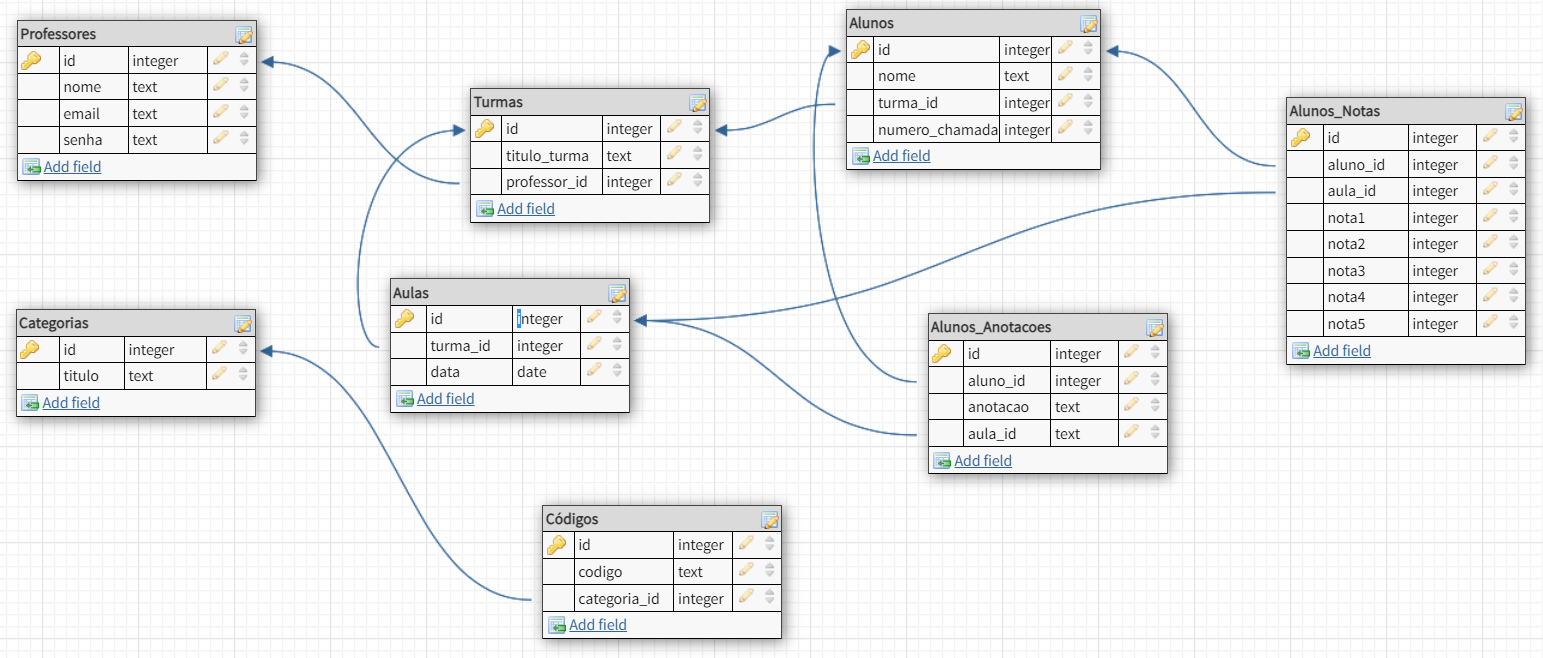 Professores
id integer
nome text
email text
senha text
Add field
Turmas
id integer
titulo_turma text
professor_id integer
Add field
Alunos
id integer
nome text
turma_id integer
numero_chamada integer
Add field
Alunos_Notas
id integer
aluno_id integer
aula_id integer
nota1 integer
nota2 integer
nota3 integer
nota4 integer
nota5 integer
Add field
Categorias
id integer
titulo text
Add field
Aulas
id integer
turma_id integer
data date
Add field
Alunos_Anotacoes
id integer
aluno_id integer
anotacao text
aula_id text
Add field
Códigos
id integer
codigo text
categoria_id integer
Add field